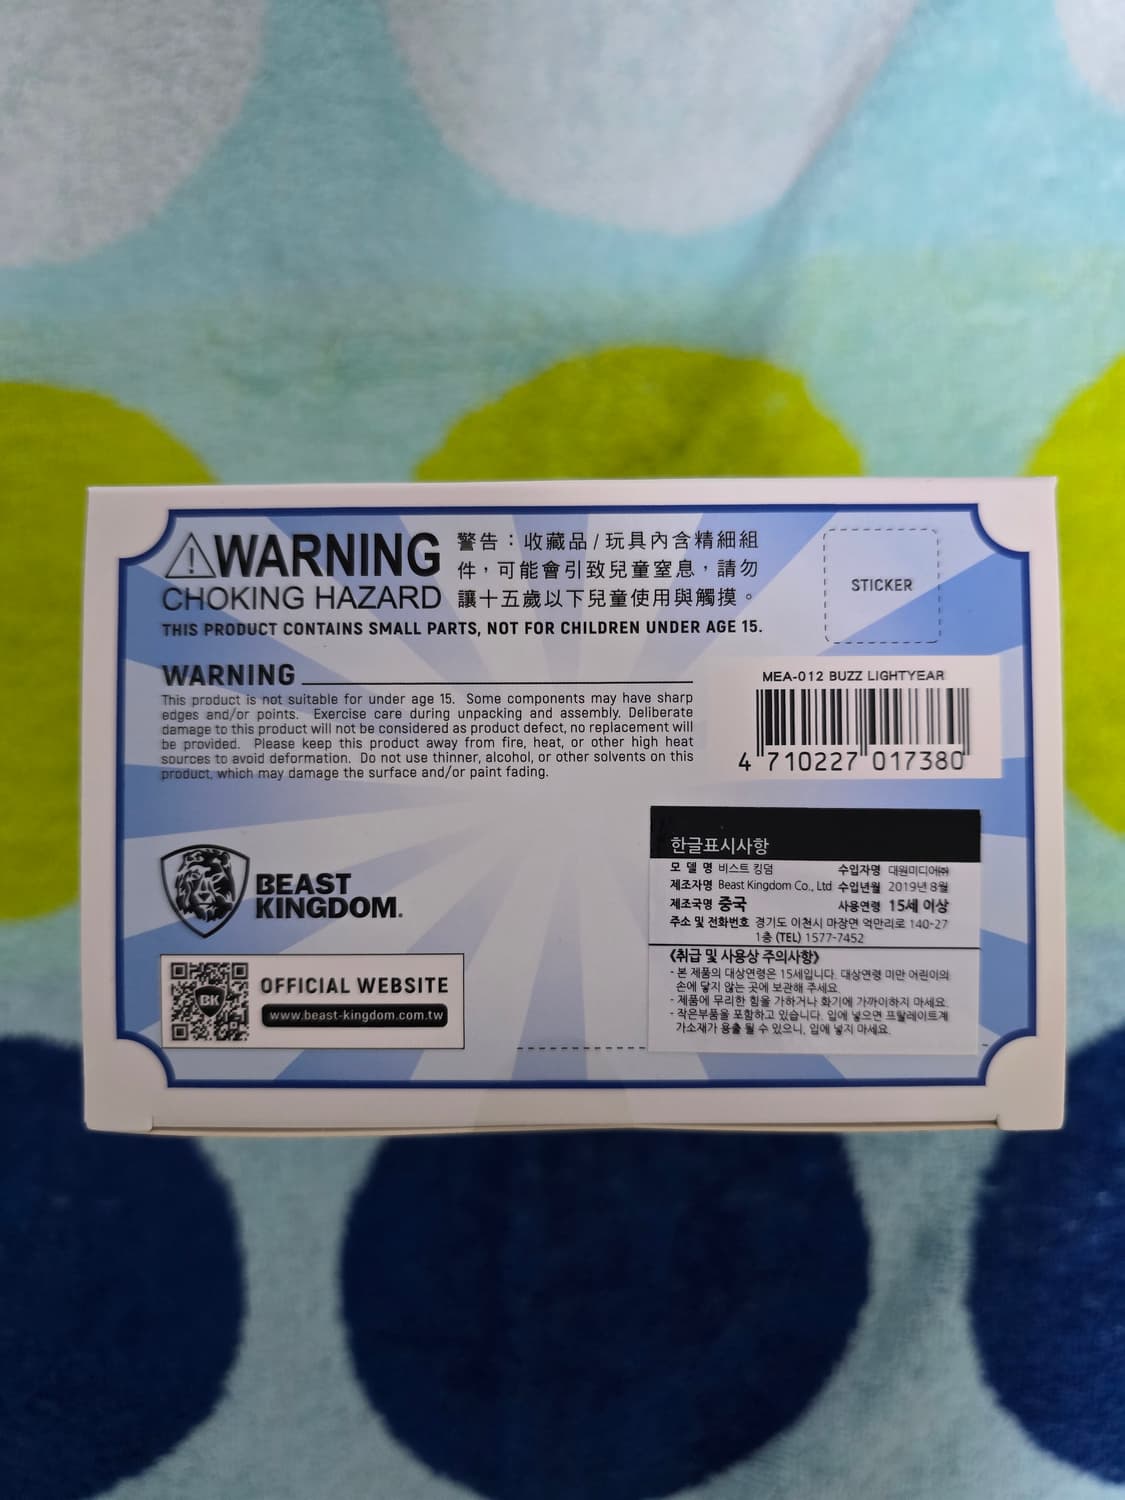 ⚠WARNING
CHOKING HAZARD
警告：收藏品/玩具內含精細組
件，可能會引致兒童窒息，請勿
讓十五歲以下兒童使用與觸摸。
THIS PRODUCT CONTAINS SMALL PARTS, NOT FOR CHILDREN UNDER AGE 15.
STICKER
WARNING
This product is not suitable for under age 15. Some components may have sharp
edges and/or points. Exercise care during unpacking and assembly. Deliberate
damage to this product will not be considered as product defect, no replacement will
be provided. Please keep this product away from fire, heat, or other high heat
sources to avoid deformation. Do not use thinner, alcohol, or other solvents on this
product, which may damage the surface and/or paint fading.
MEA-012 BUZZ LIGHTYEAR
4 710227 017380
BEAST
KINGDOM.
BK
OFFICIAL WEBSITE
www.beast-kingdom.com.tw
한글표시사항
모 델 명 비스트 킹덤 수입자명 대원미디어㈜
제조자명 Beast Kingdom Co., Ltd 수입년월 2019년 8월
제조국명 중국 사용연령 15세 이상
주소 및 전화번호 경기도 이천시 마장면 억만리로 140-27
1층 (TEL) 1577-7452
《취급 및 사용상 주의사항》
- 본 제품의 대상연령은 15세입니다. 대상연령 미만 어린이의
손에 닿지 않는 곳에 보관해 주세요.
- 제품에 무리한 힘을 가하거나 화기에 가까이하지 마세요.
- 작은부품을 포함하고 있습니다. 입에 넣으면 프탈레이트계
가소재가 용출 될 수 있으니, 입에 넣지 마세요.